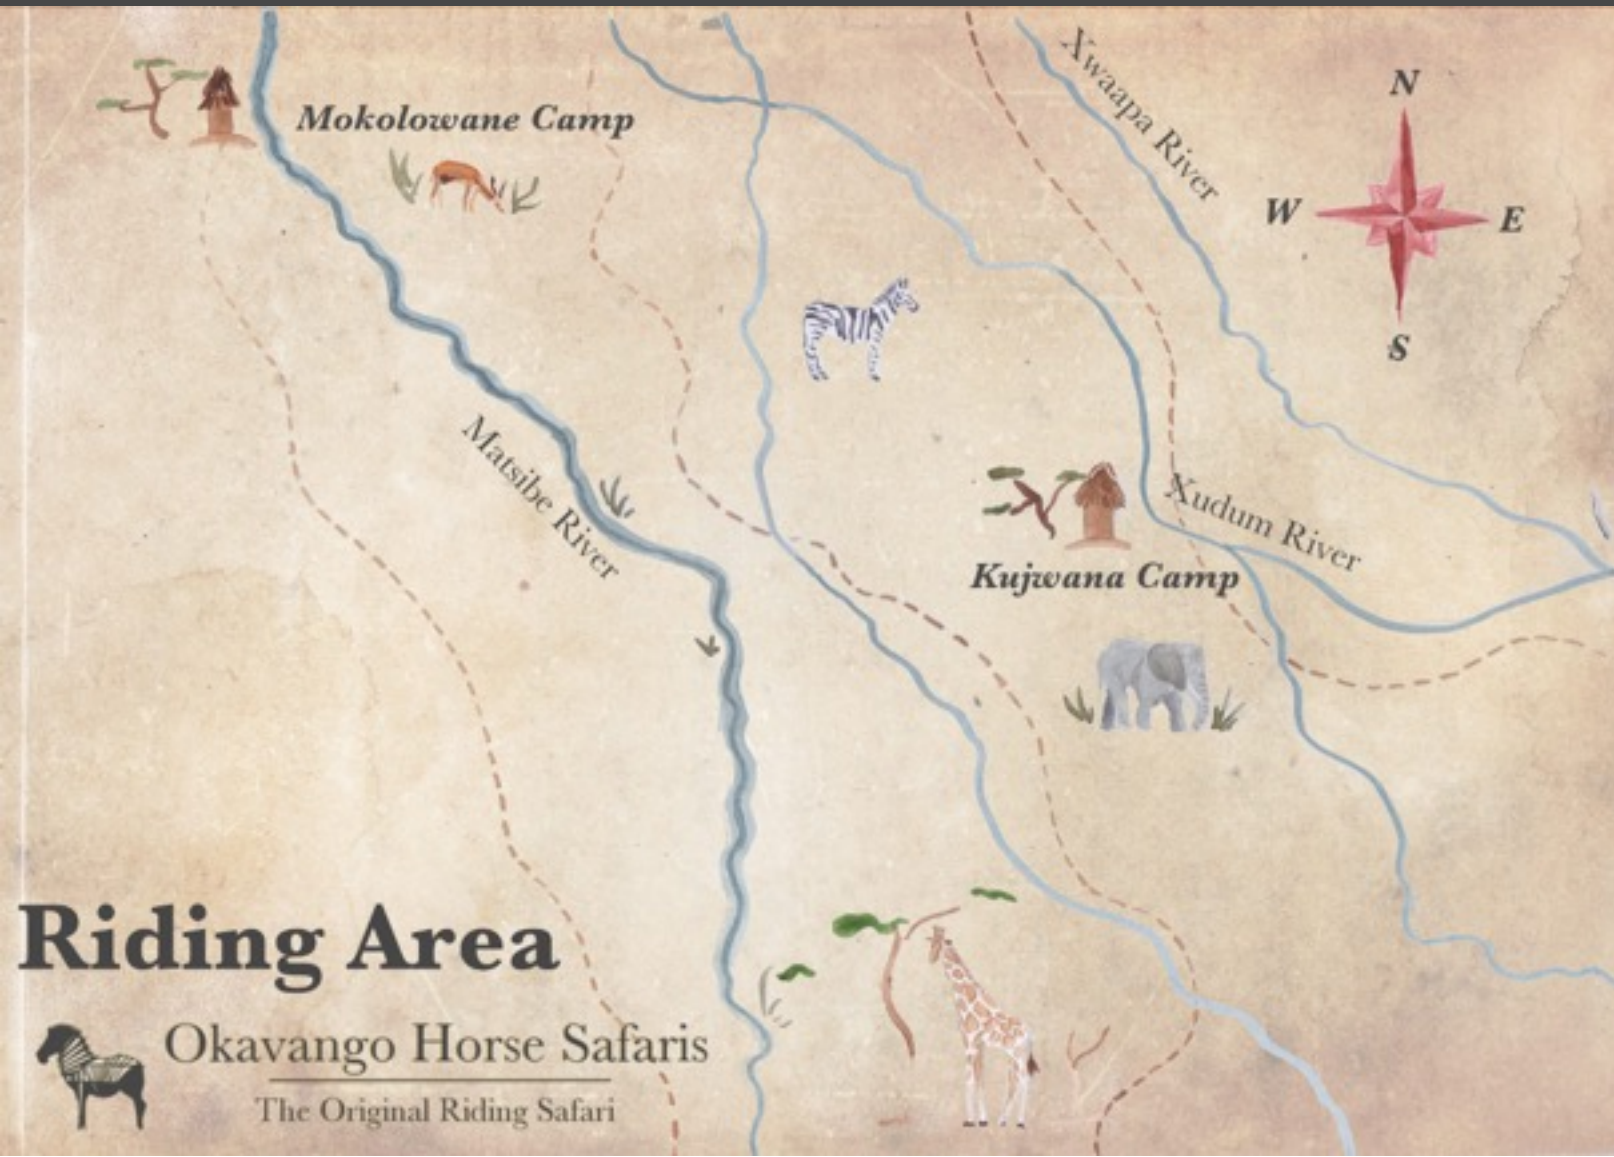 Mokolowane Camp
Xwaapa River
N
W
E
S
Matsibe River
Xudum River
Kujwana Camp
Riding Area
Okavango Horse Safaris
The Original Riding Safari